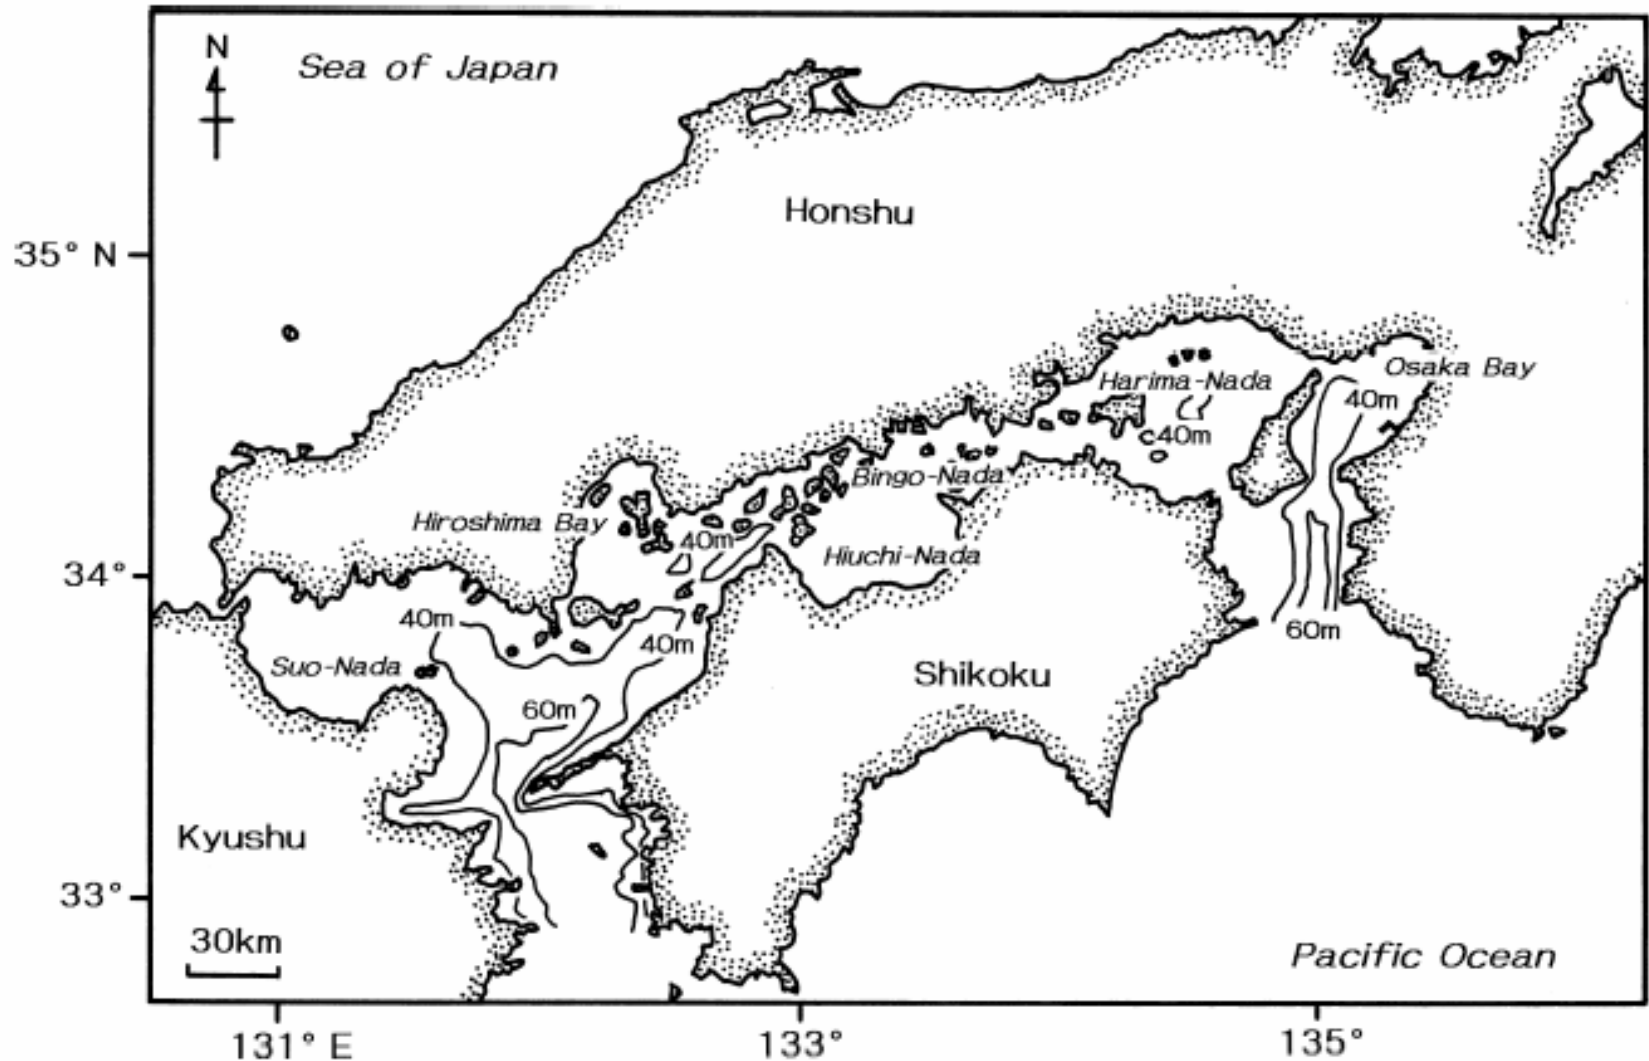 N
Sea of Japan
Honshu
35° N
Osaka Bay
Harima-Nada
40m
40m
Bingo-Nada
Hiroshima Bay
40m
Hiuchi-Nada
34°
40m
60m
40m
Suo-Nada
Shikoku
60m
Kyushu
33°
30km
Pacific Ocean
131° E
133°
135°